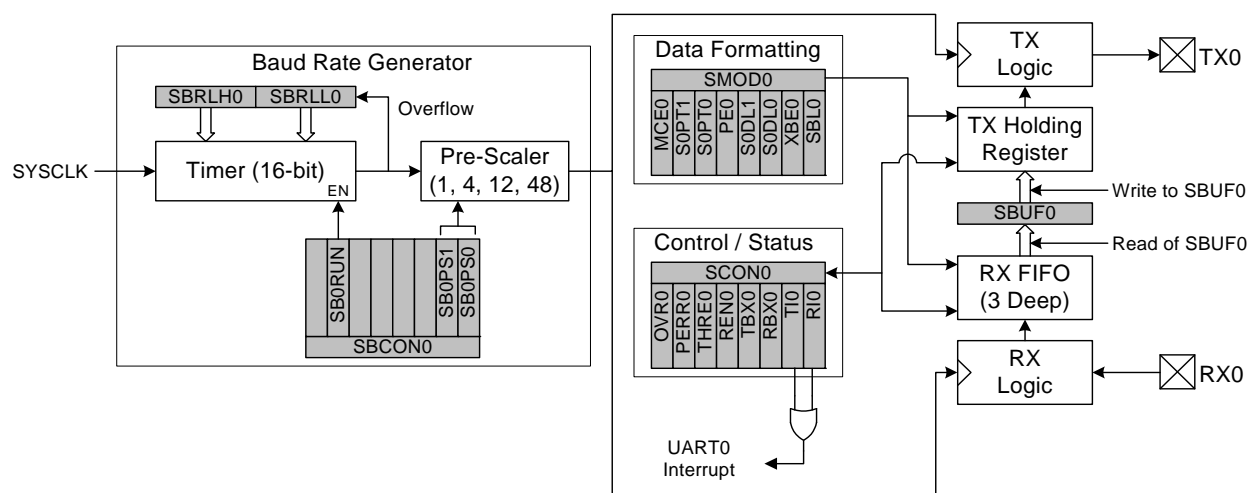 Baud Rate Generator
SBRLH0 SBRLL0
Overflow
SYSCLK
Timer (16-bit)
EN
Pre-Scaler
(1, 4, 12, 48)
SB0RUN
SB0PS1
SB0PS0
SBCON0
Data Formatting
SMOD0
MCE0
S0PT1
S0PT0
PE0
S0DL1
S0DL0
XBE0
SBL0
Control / Status
SCON0
OVR0
PERR0
THRE0
REN0
TBX0
RBX0
TI0
RI0
UART0
Interrupt
TX
Logic
TX0
TX Holding
Register
Write to SBUF0
SBUF0
Read of SBUF0
RX FIFO
(3 Deep)
RX
Logic
RX0